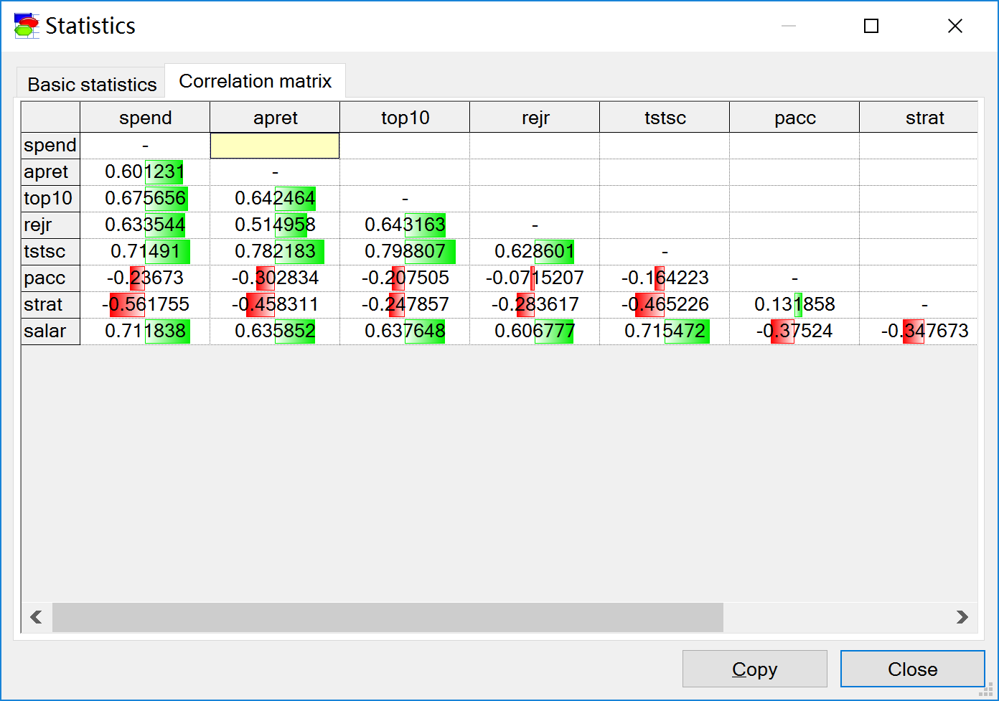 Statistics
Basic statistics Correlation matrix
spend apret top10 rejr tstsc pacc strat
spend -
apret 0.601231 -
top10 0.675656 0.642464 -
rejr 0.633544 0.514958 0.643163 -
tstsc 0.71491 0.782183 0.798807 0.628601 -
pacc -0.23673 -0.302834 -0.207505 -0.0715207 -0.164223 -
strat -0.561755 -0.458311 -0.247857 -0.283617 -0.465226 0.131858 -
salar 0.711838 0.635852 0.637648 0.606777 0.715472 -0.37524 -0.347673
Copy Close